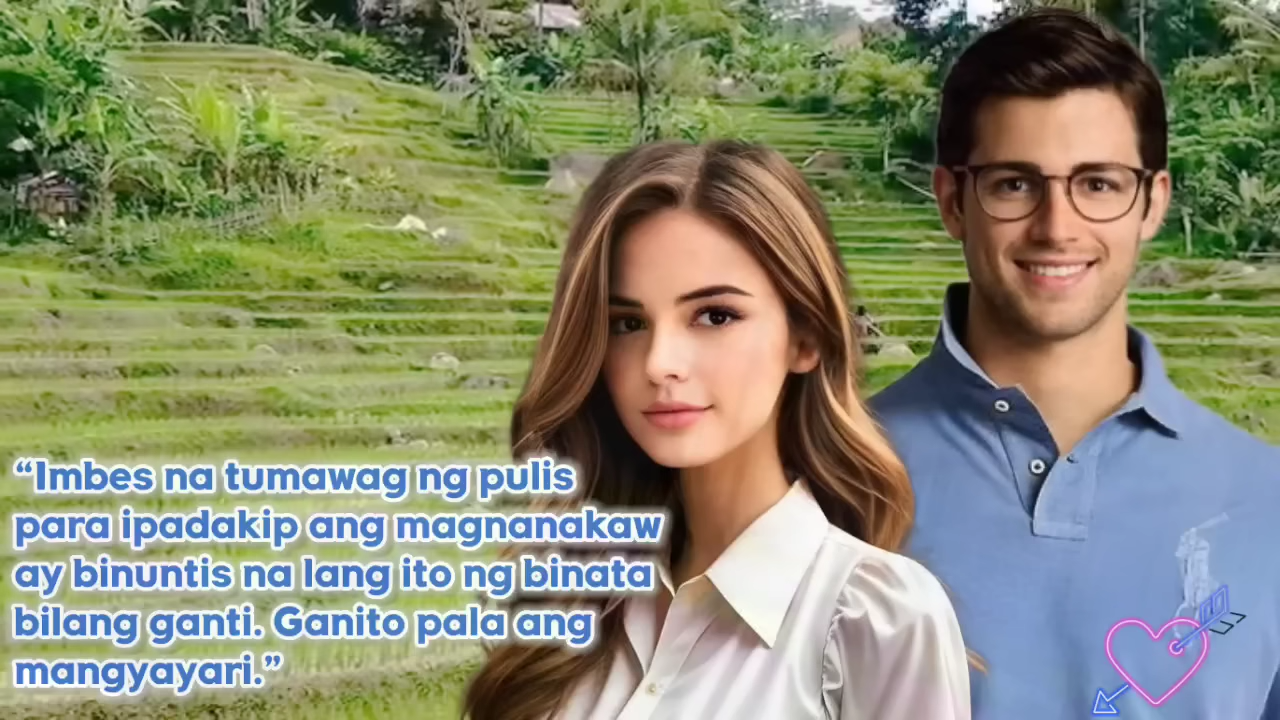 “Imbes na tumawag ng pulis
para ipadakip ang magnanakaw
ay binuntis na lang ito ng binata
bilang ganti. Ganito pala ang
mangyayari.”